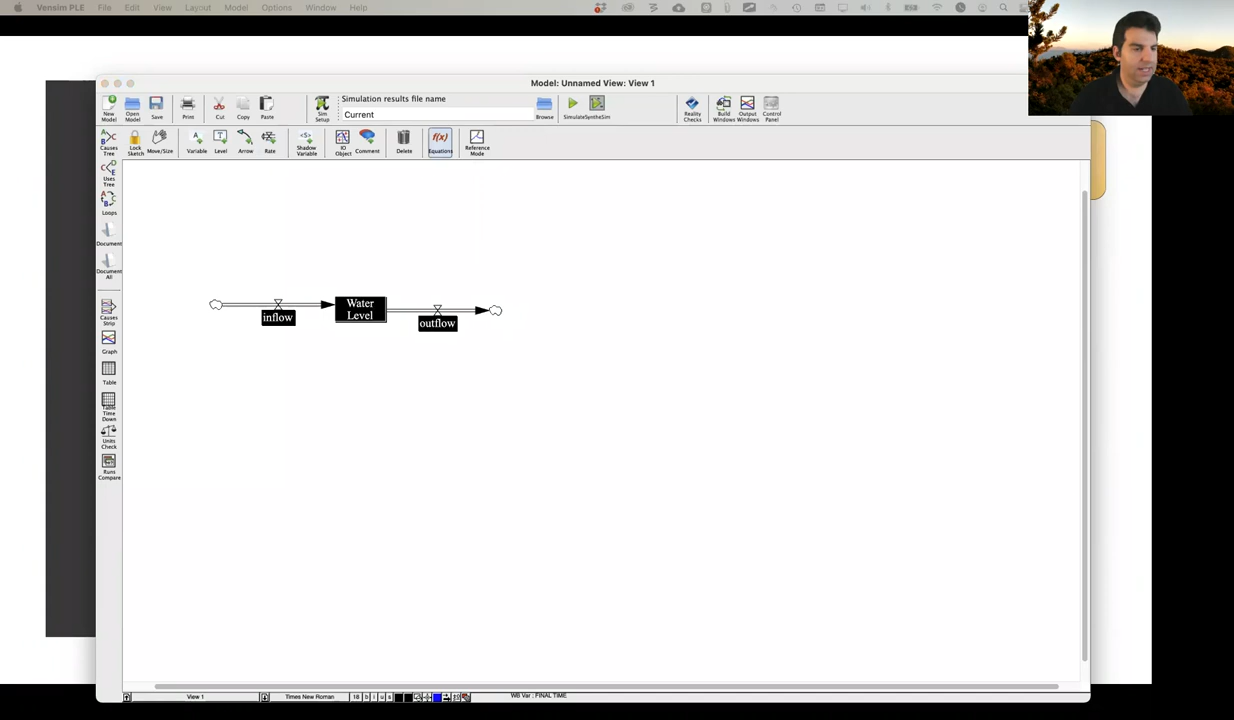 Vensim PLE File Edit View Layout Model Options Window Help
Model: Unnamed View: View 1
New Model Open Model Save Print Cut Copy Paste Sim Setup
Simulation results file name
Current
Browse Simulate SyntheSim Reality Checks Build Windows Output Windows Control Panel
Causes Tree Lock Sketch Move/Size Variable Level Arrow Rate Shadow Variable IO Object Comment Delete Equations Reference Mode
Uses Tree
Loops
Document
Document All
Causes Strip
Graph
Table
Table Time Down
Units Check
Runs Compare
Water
Level
inflow
outflow
View 1 Times New Roman 18 b i u s WB Var : FINAL TIME